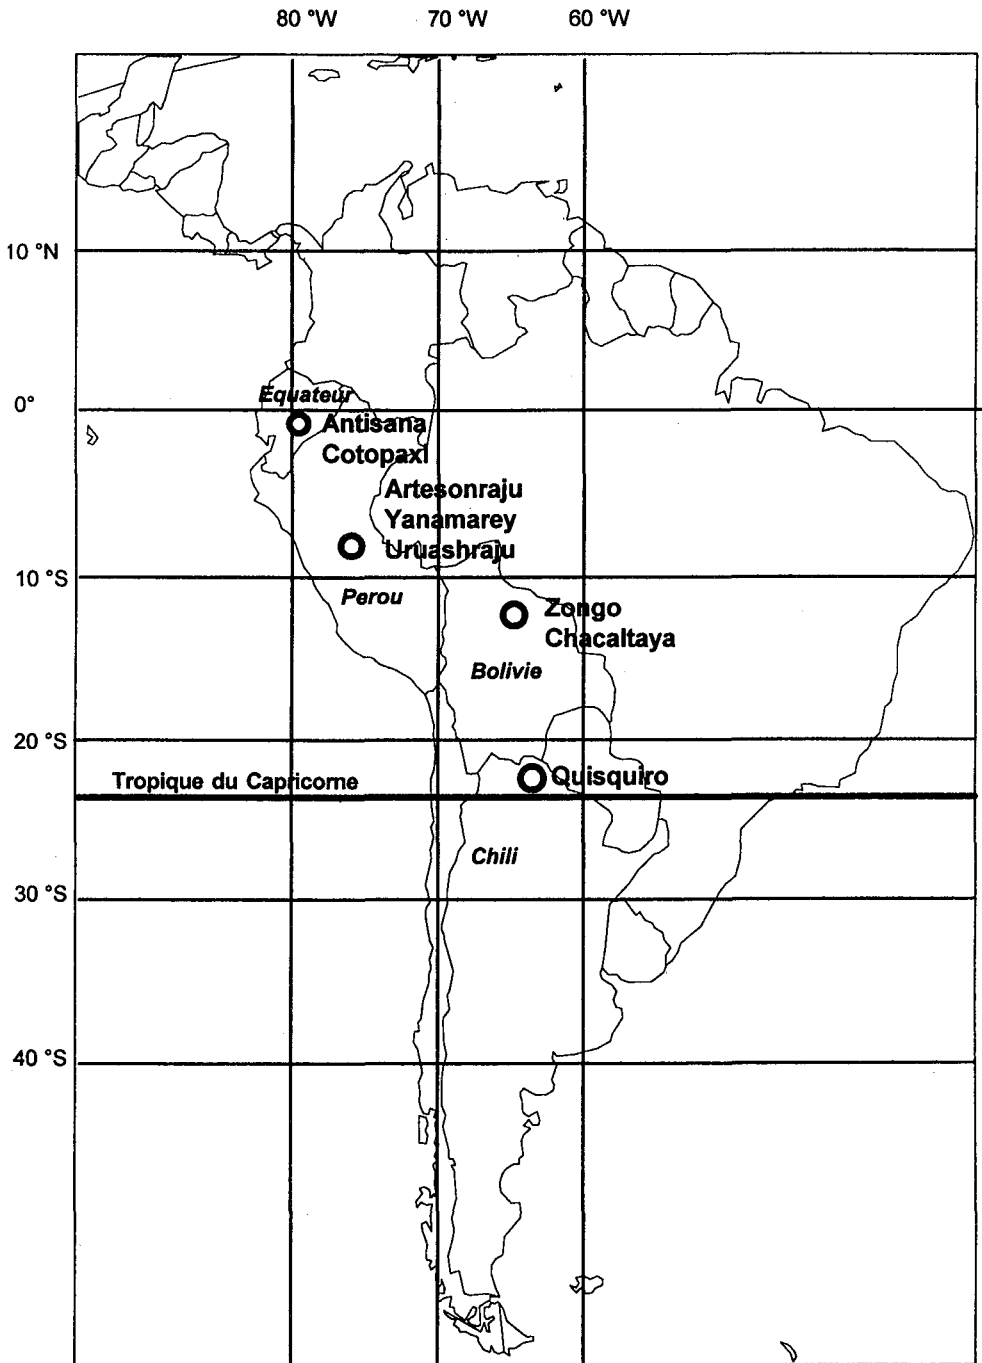 80 °W 70 °W 60 °W
10 °N
Equateur
0°
Antisana
Cotopaxi
Artesonraju
Yanamarey
Uruashraju
10 °S
Perou
Zongo
Chacaltaya
Bolivie
20 °S
Quisquiro
Tropique du Capricorne
Chili
30 °S
40 °S